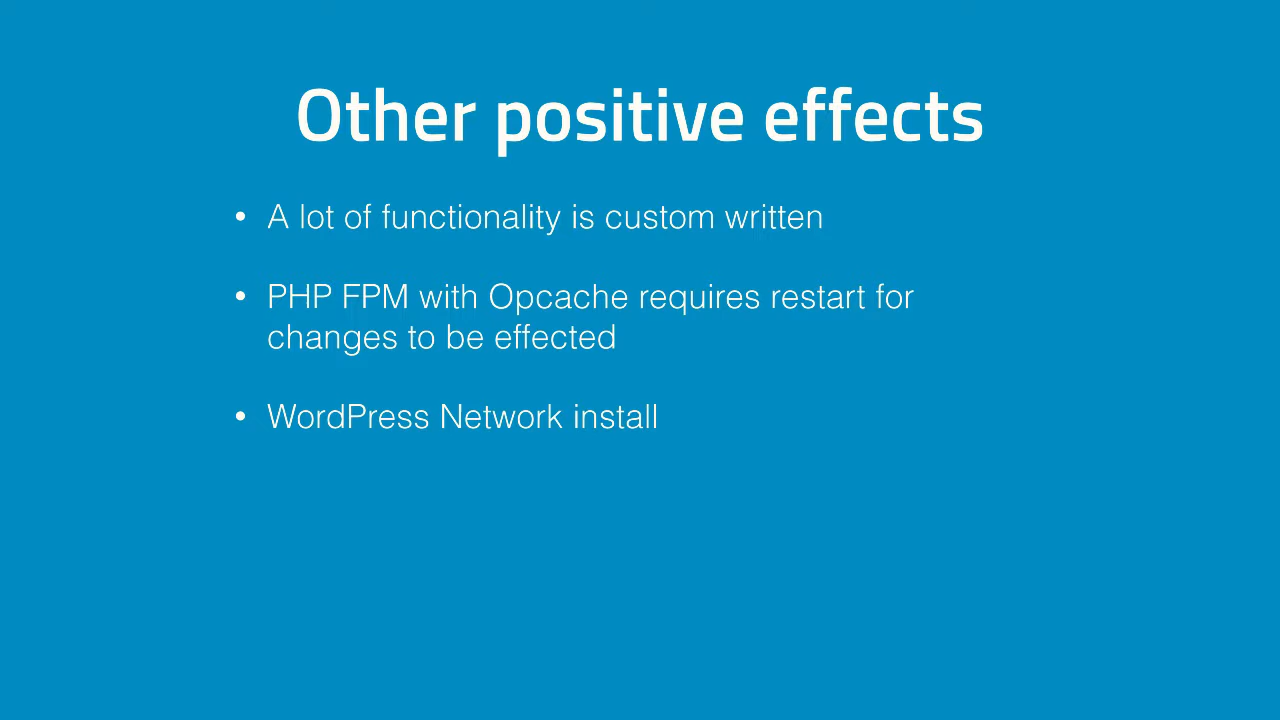 Other positive effects
• A lot of functionality is custom written
• PHP FPM with Opcache requires restart for
changes to be effected
• WordPress Network install